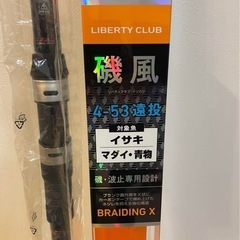 LIBERTY CLUB
磯風
4-53遠投
対象魚
イサキ
マダイ・青物
磯・波止専用設計
BRAIDING X